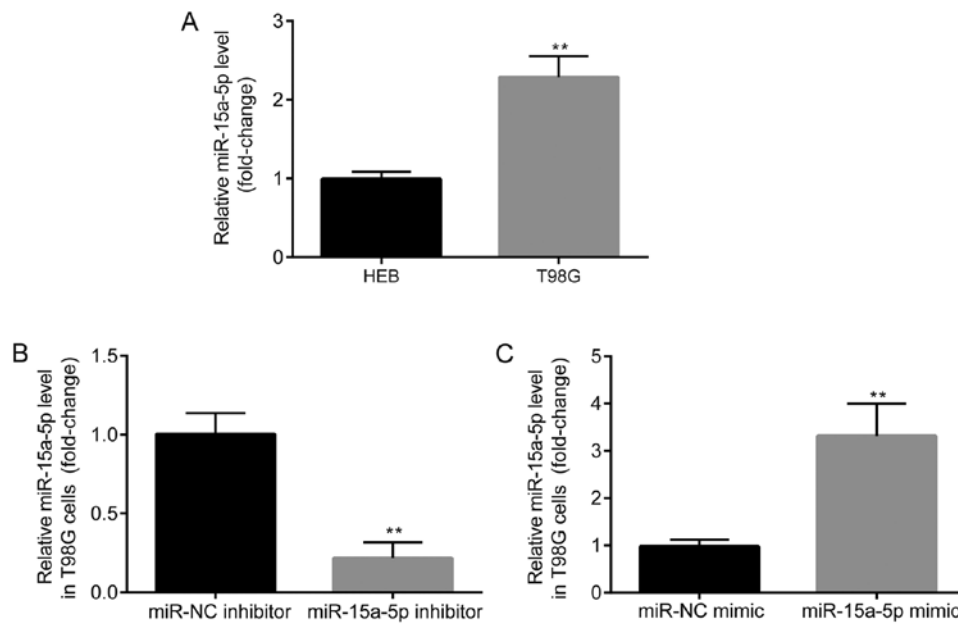 A
Relative miR-15a-5p level
(fold-change)
3
2
1
0
**
HEB
T98G
B
Relative miR-15a-5p level
in T98G cells (fold-change)
1.5
1.0
0.5
0.0
**
miR-NC inhibitor
miR-15a-5p inhibitor
C
Relative miR-15a-5p level
in T98G cells (fold-change)
5
4
3
2
1
0
**
miR-NC mimic
miR-15a-5p mimic